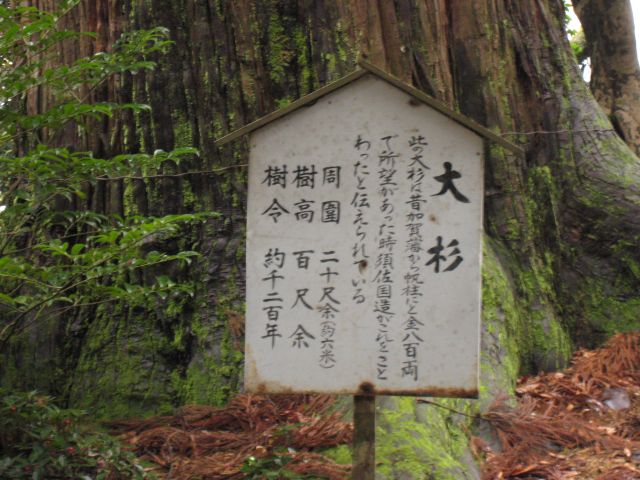 大杉
此の大杉は昔加賀藩から帆柱にと金八百両
で所望があった時須佐国造がこれをこと
わったと伝えられている
周囲 二十尺余(約六米)
樹高 百尺余
樹令 約千二百年